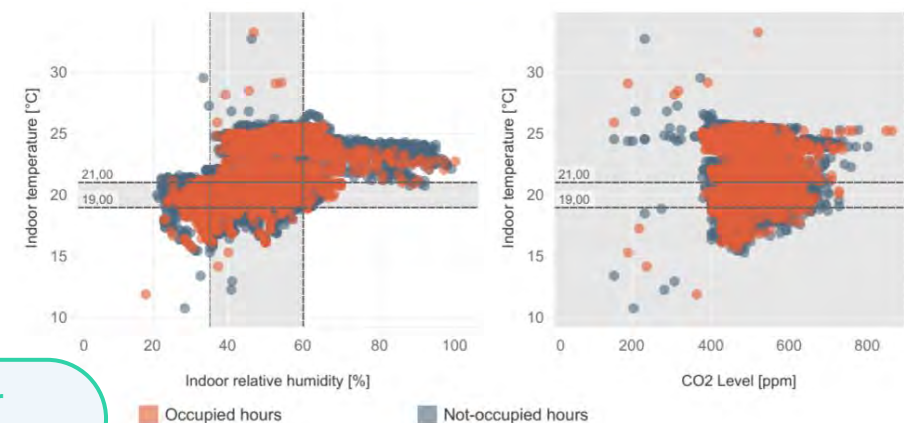 Indoor temperature [°C]
30
25
21,00
20
19,00
15
10
0 20 40 60 80 100
Indoor relative humidity [%]
Indoor temperature [°C]
30
25
21,00
20
19,00
15
10
0 200 400 600 800
CO2 Level [ppm]
Occupied hours
Not-occupied hours